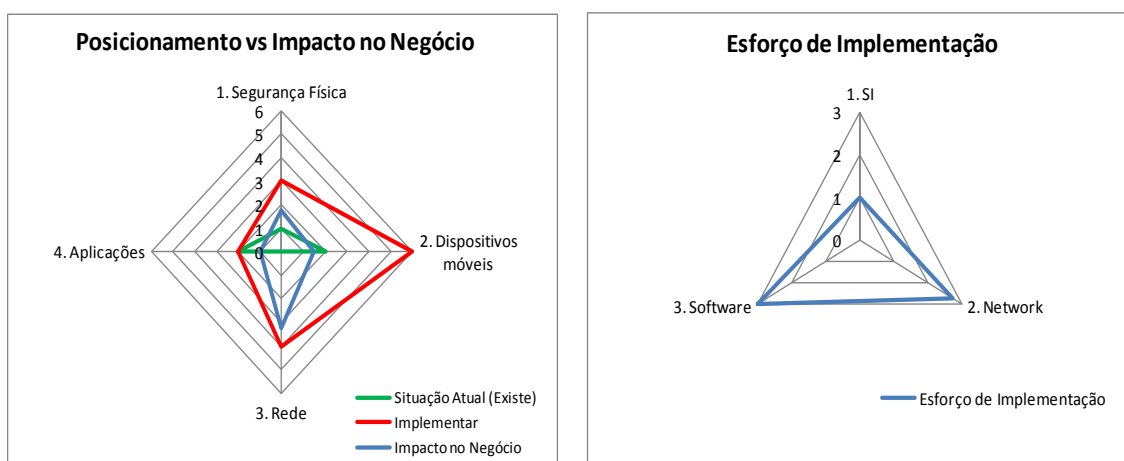 Posicionamento vs Impacto no Negócio
1. Segurança Física
6
5
4
3
2
1
0
4. Aplicações
2. Dispositivos
móveis
3. Rede
Situação Atual (Existe)
Implementar
Impacto no Negócio
Esforço de Implementação
1. SI
3
2
1
0
3. Software
2. Network
Esforço de Implementação